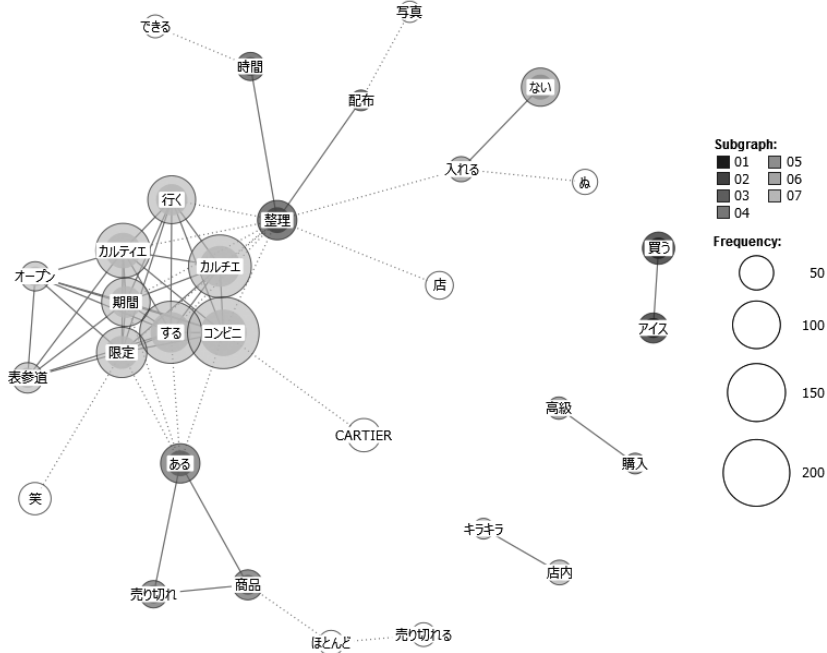 写真
できる
時間
配布
ない
入れる
ぬ
行く
整理
カルティエ
カルチエ
オープン
期間
店
する
コンビニ
限定
表参道
CARTIER
ある
笑
売り切れ
商品
ほとんど
売り切れる
買う
アイス
高級
購入
キラキラ
店内
Subgraph:
01 05
02 06
03 07
04
Frequency:
50
100
150
200